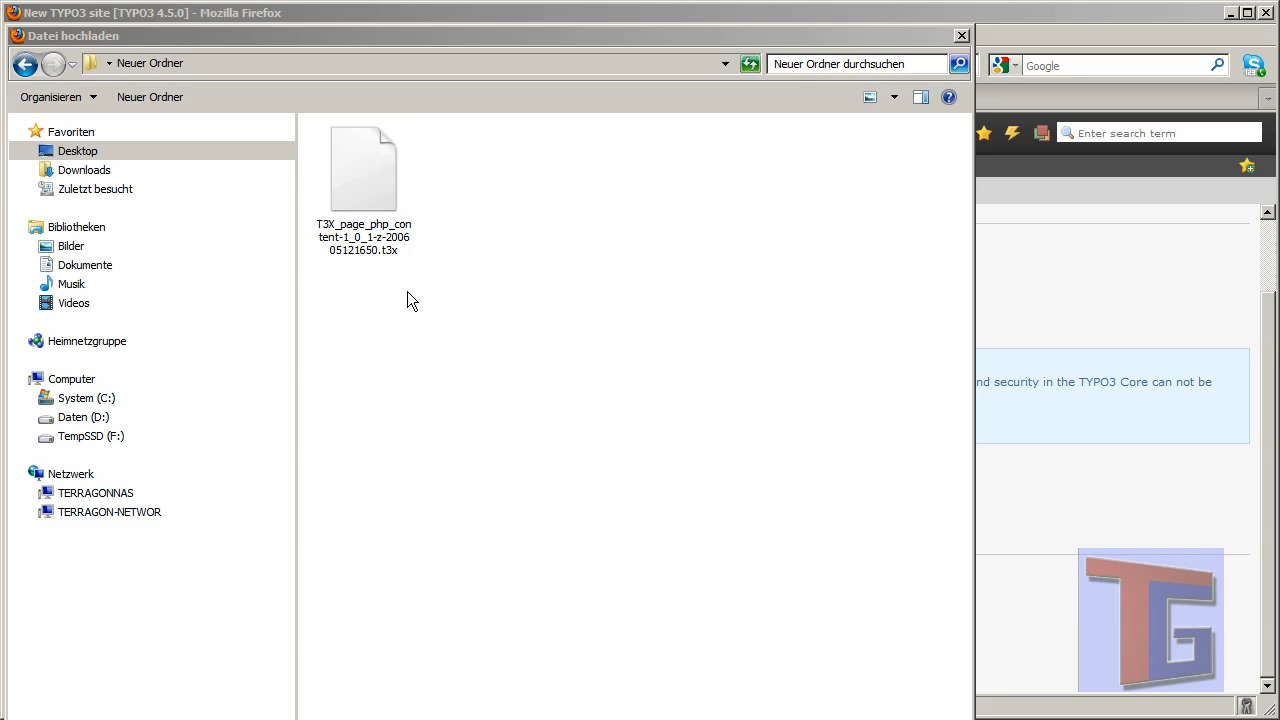 New TYPO3 site [TYPO3 4.5.0] - Mozilla Firefox
Datei hochladen
Neuer Ordner
Neuer Ordner durchsuchen
Google
Organisieren
Neuer Ordner
Enter search term
Favoriten
Desktop
Downloads
Zuletzt besucht
Bibliotheken
Bilder
Dokumente
Musik
Videos
Heimnetzgruppe
Computer
System (C:)
Daten (D:)
TempSSD (F:)
Netzwerk
TERRAGONNAS
TERRAGON-NETWOR
T3X_page_php_con
tent-1_0_1-z-2006
05121650.t3x
nd security in the TYPO3 Core can not be
TG